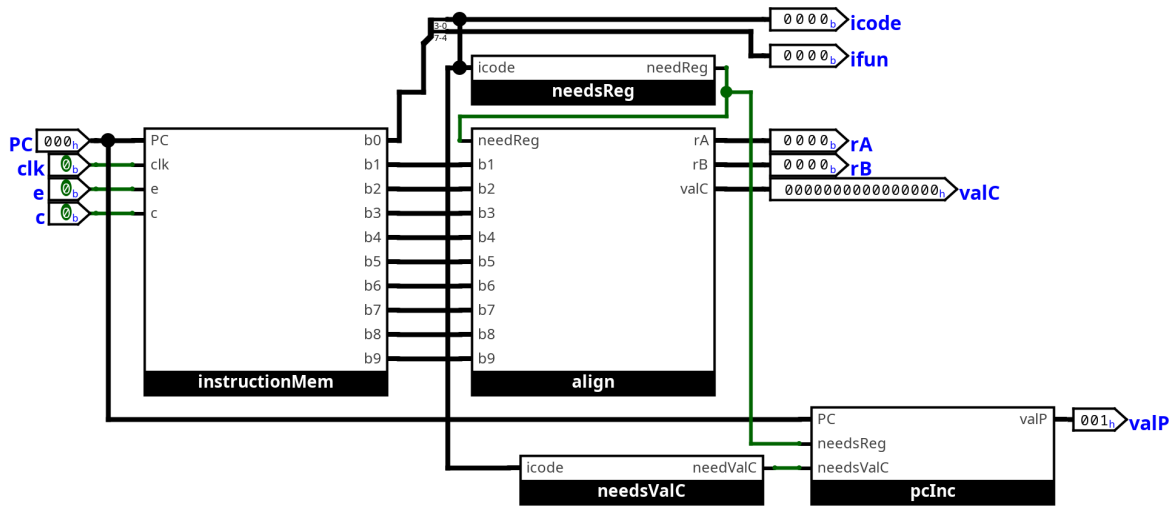 0000b icode
3-0
7-4
0000b ifun
icode needReg
needsReg
PC 000h
clk 0b
e 0b
c 0b
PC b0
clk b1
e b2
c b3
b4
b5
b6
b7
b8
b9
instructionMem
needReg rA
b1 rB
b2 valC
b3
b4
b5
b6
b7
b8
b9
align
0000b rA
0000b rB
0000000000000000h valC
PC valP
needsReg
needsValC
pcInc
001h valP
icode needValC
needsValC